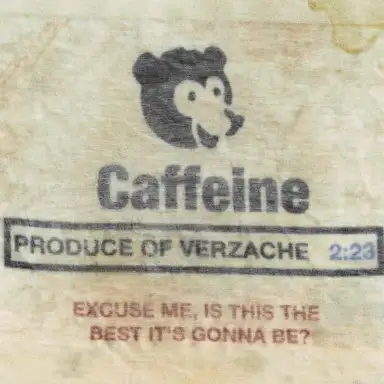 Caffeine
PRODUCE OF VERZACHE 2:23
EXCUSE ME, IS THIS THE
BEST IT'S GONNA BE?